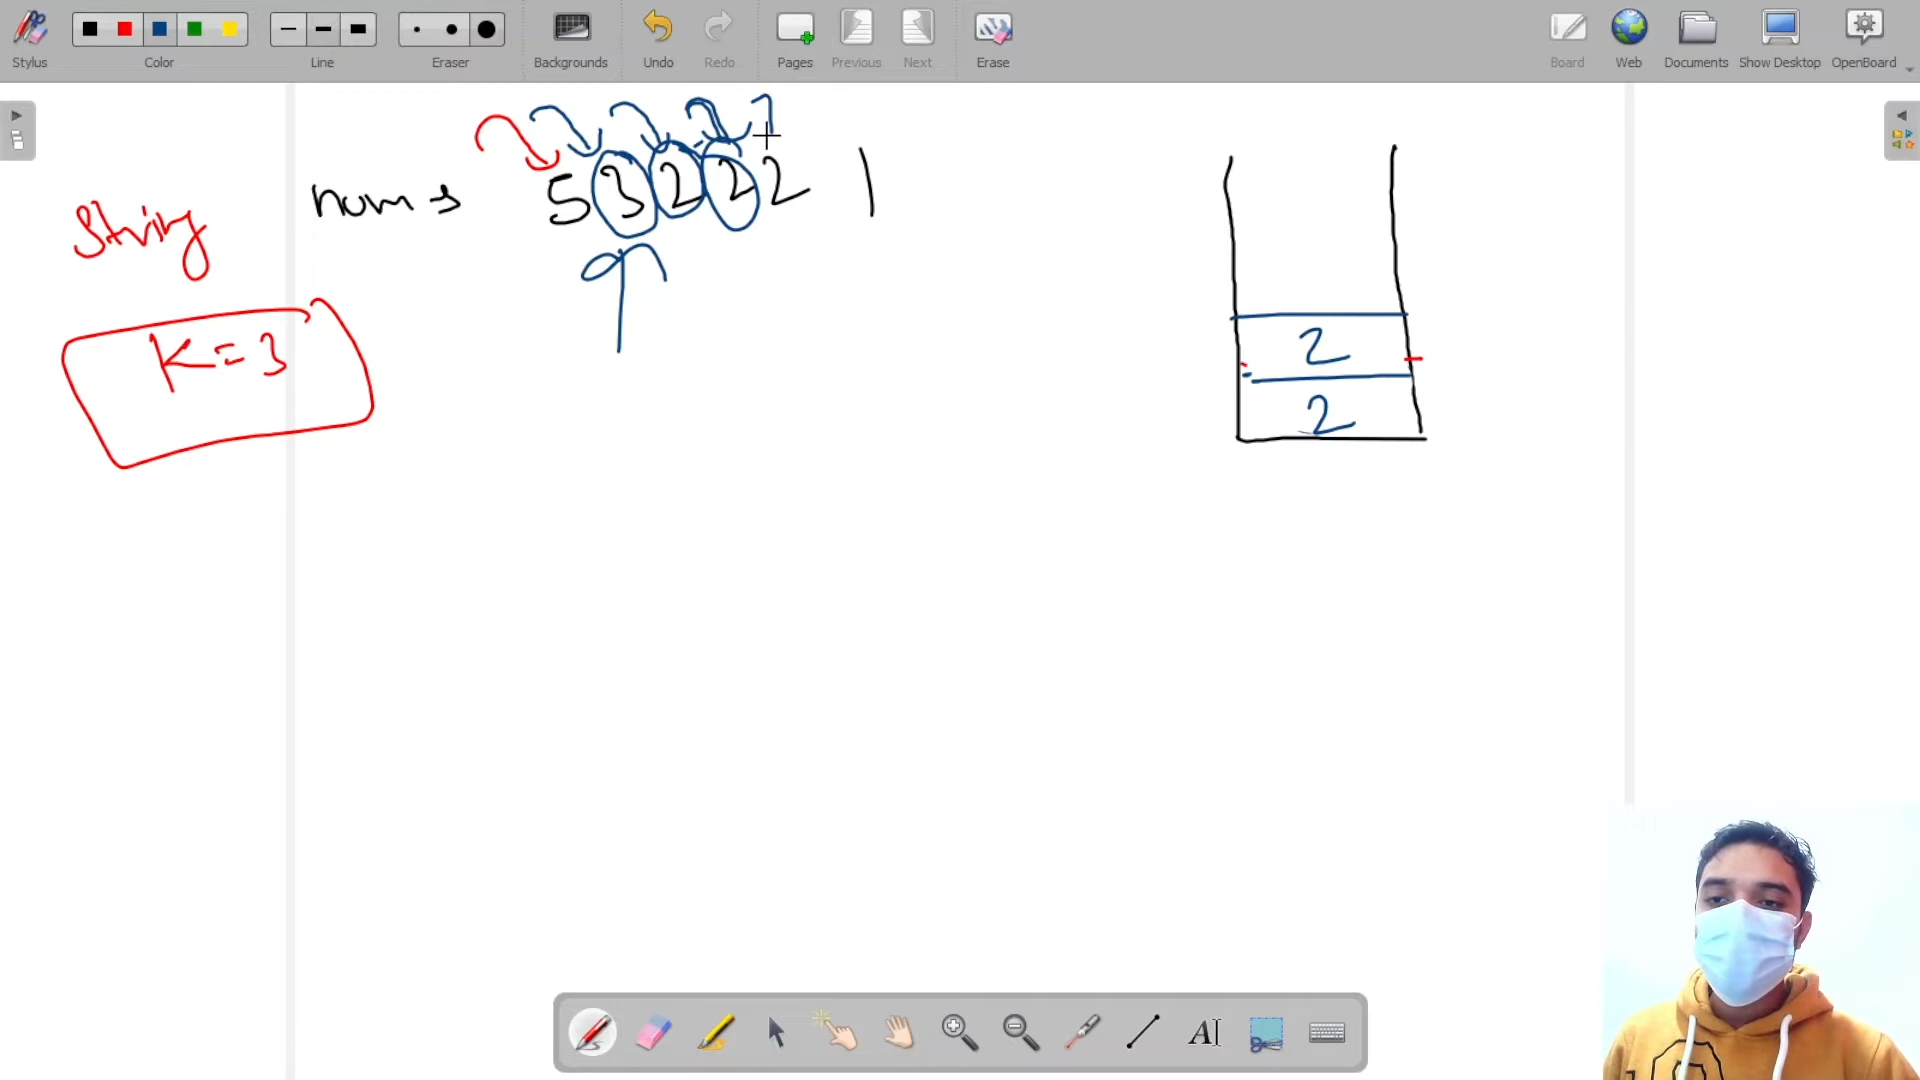 Stylus
Color
Line
Eraser
Backgrounds
Undo
Redo
Pages
Previous
Next
Erase
Board
Web
Documents
Show Desktop
OpenBoard
nums 5 3 2 2 2 1
String
K = 3
2
2